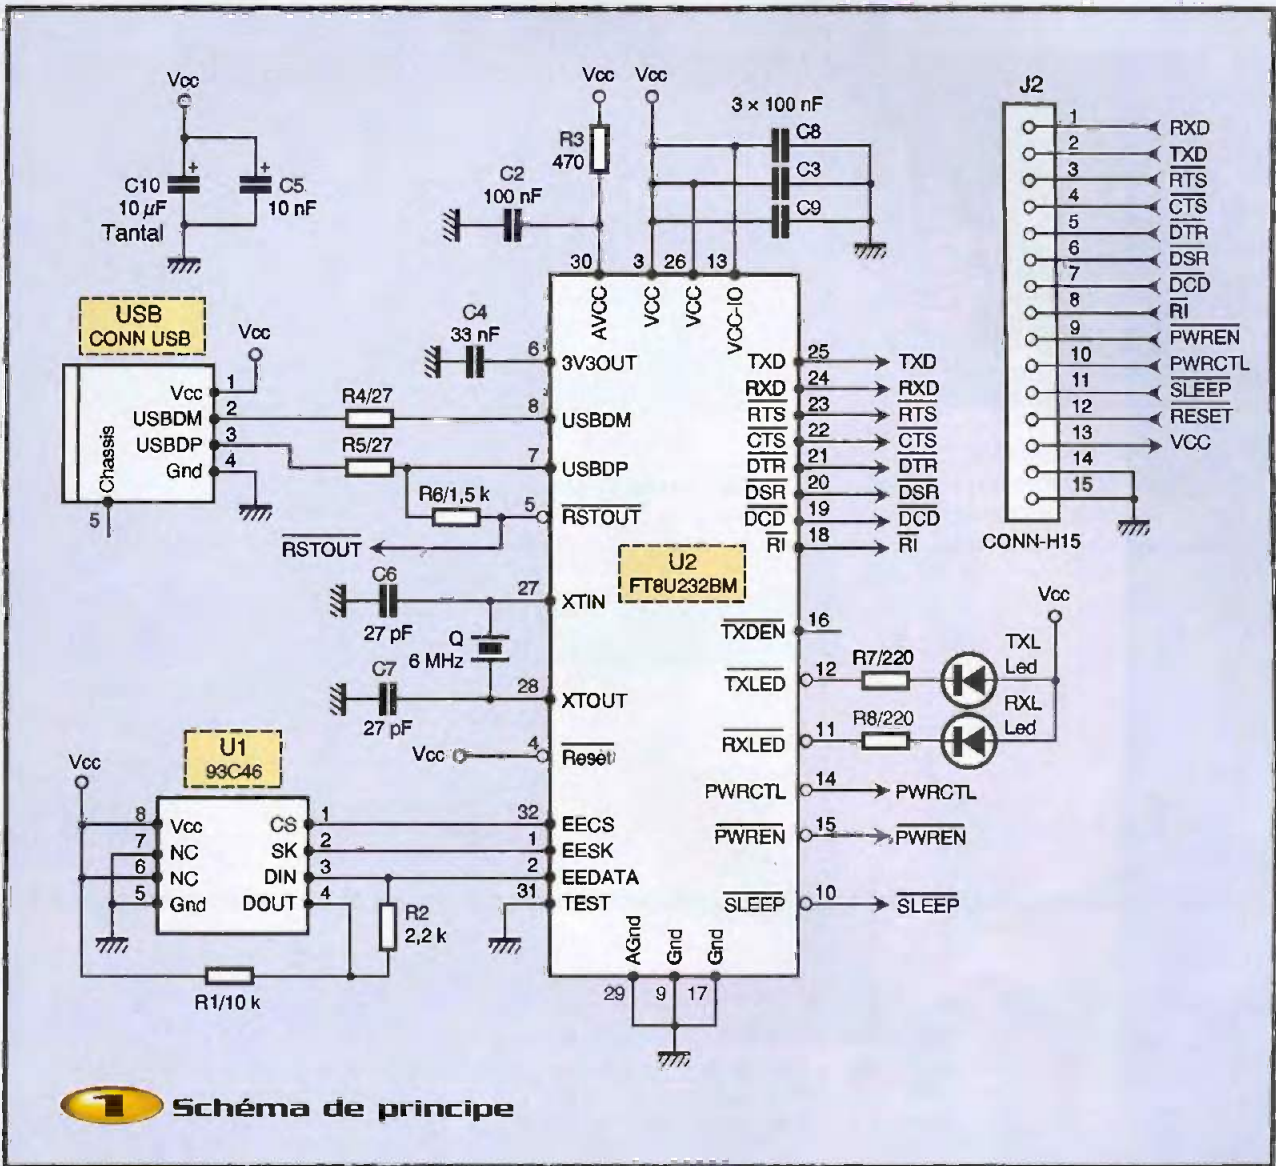 Vcc
C10
10 µF
Tantal
C5
10 nF
Vcc
Vcc
R3
470
C2
100 nF
3 × 100 nF
C8
C3
C9
30
3
26
13
AVCC
VCC
VCC
VCC-IO
USB
CONN USB
Vcc
Vcc
1
USBDM
2
USBDP
3
Gnd
4
Chassis
5
C4
33 nF
6
3V3OUT
R4/27
8
USBDM
R5/27
7
USBDP
R6/1,5 k
5
RSTOUT
RSTOUT
C6
27 pF
27
XTIN
Q
6 MHz
C7
27 pF
28
XTOUT
Vcc
4
Reset
U2
FT8U232BM
TXD
25
TXD
RXD
24
RXD
RTS
23
RTS
CTS
22
CTS
DTR
21
DTR
DSR
20
DSR
DCD
19
DCD
RI
18
RI
TXDEN
16
TXLED
12
R7/220
TXL
Led
Vcc
RXLED
11
R8/220
RXL
Led
PWRCTL
14
PWRCTL
PWREN
15
PWREN
SLEEP
10
SLEEP
J2
1 RXD
2 TXD
3 RTS
4 CTS
5 DTR
6 DSR
7 DCD
8 RI
9 PWREN
10 PWRCTL
11 SLEEP
12 RESET
13 VCC
14
15
CONN-H15
Vcc
U1
93C46
8 Vcc CS 1
7 NC SK 2
6 NC DIN 3
5 Gnd DOUT 4
32 EECS
1 EESK
2 EEDATA
31 TEST
R2
2,2 k
R1/10 k
AGnd
Gnd
Gnd
29
9
17
1 Schéma de principe